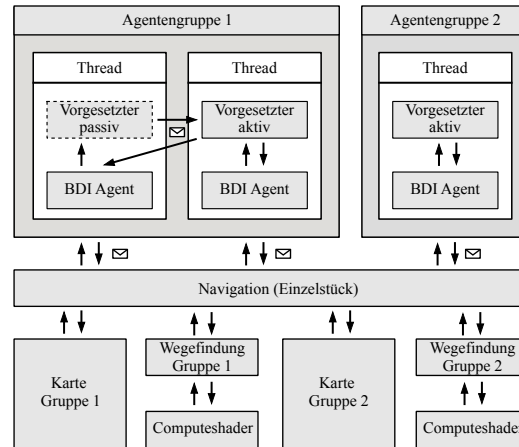 Agentengruppe 1
Agentengruppe 2
Thread
Thread
Thread
Vorgesetzter
passiv
Vorgesetzter
aktiv
Vorgesetzter
aktiv
BDI Agent
BDI Agent
BDI Agent
Navigation (Einzelstück)
Karte
Gruppe 1
Wegefindung
Gruppe 1
Computeshader
Karte
Gruppe 2
Wegefindung
Gruppe 2
Computeshader